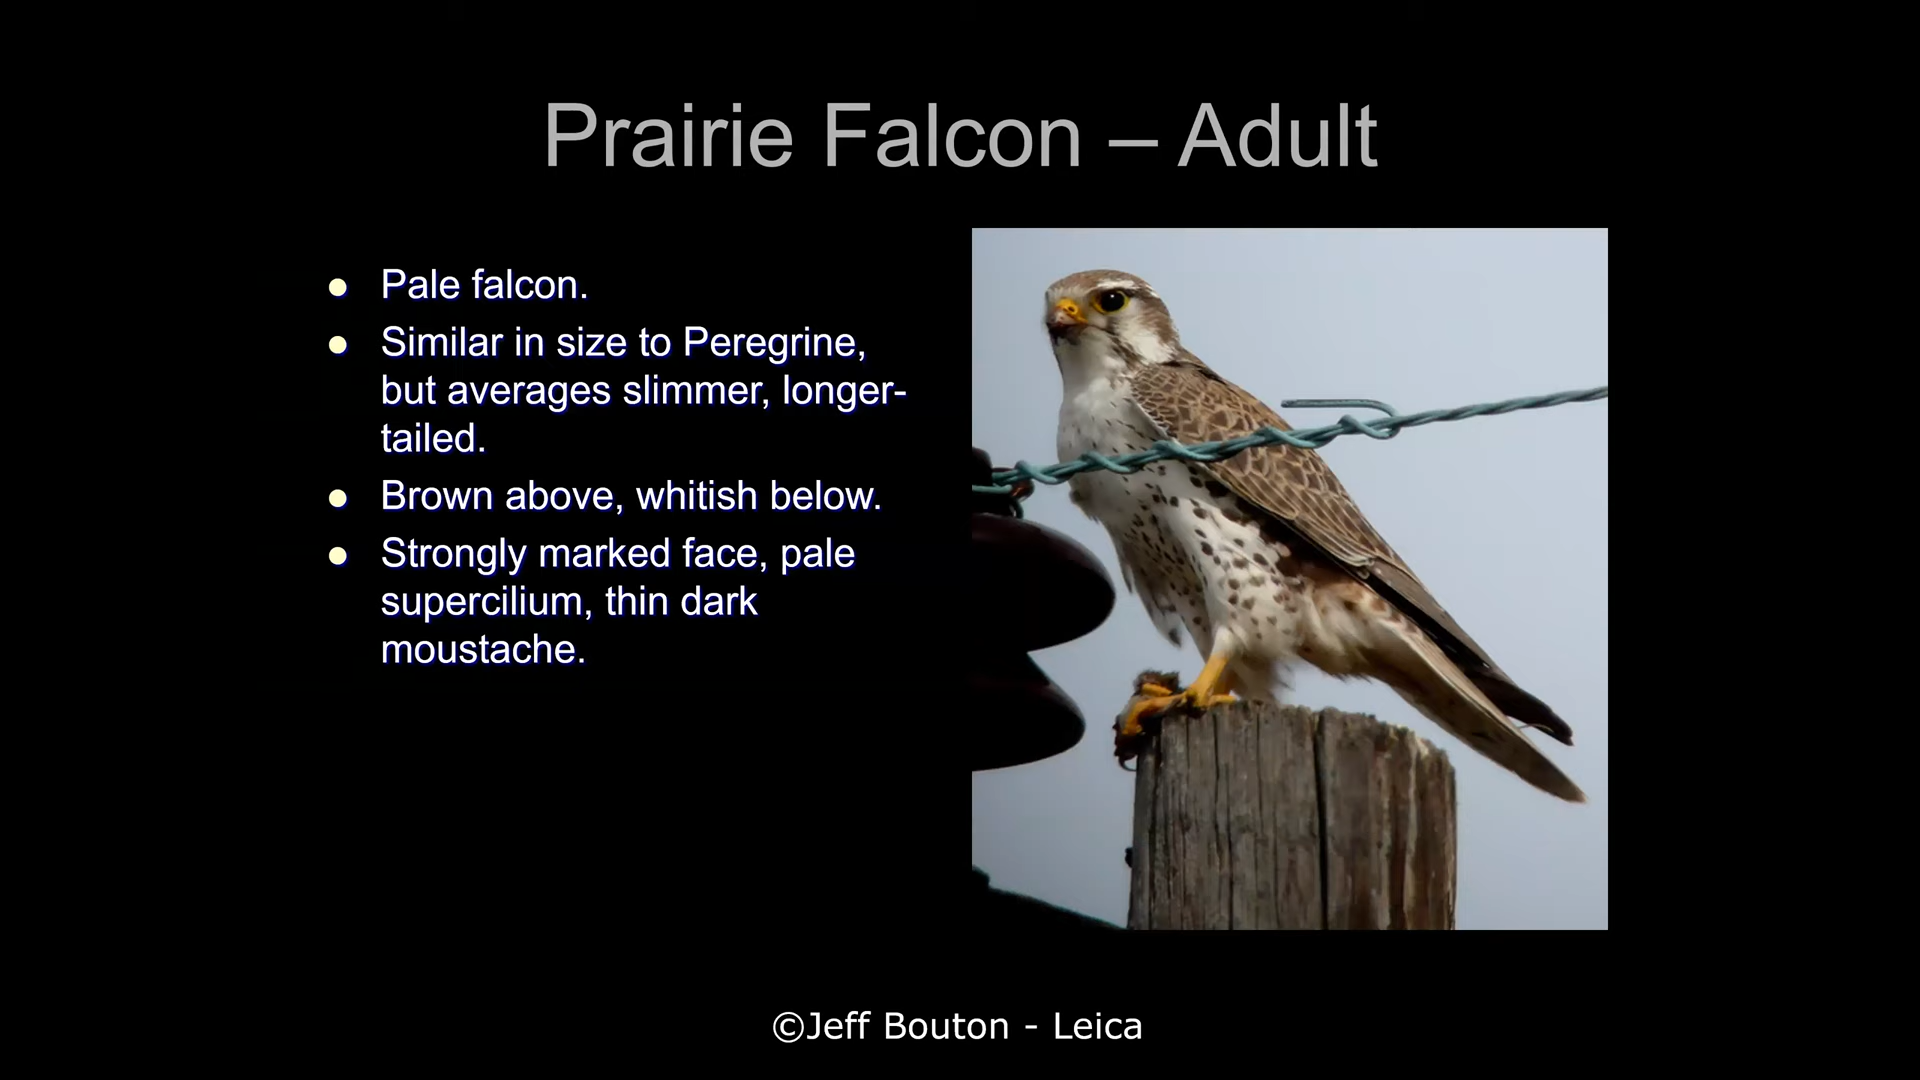 Prairie Falcon – Adult
● Pale falcon.
● Similar in size to Peregrine,
but averages slimmer, longer-
tailed.
● Brown above, whitish below.
● Strongly marked face, pale
supercilium, thin dark
moustache.
©Jeff Bouton - Leica